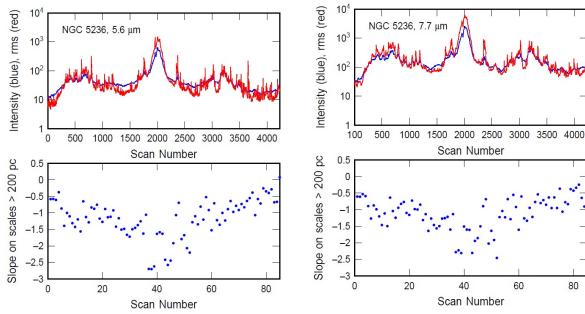 Intensity (blue), rms (red)
NGC 5236, 5.6 μm
10⁴
10³
10²
10
1
0 500 1000 1500 2000 2500 3000 3500 4000
Scan Number
Intensity (blue), rms (red)
NGC 5236, 7.7 μm
10⁴
10³
10²
10
1
100 500 1000 1500 2000 2500 3000 3500 4000
Scan Number
Slope on scales > 200 pc
0.5
−0.5
−1
−1.5
−2
−2.5
−3
0 20 40 60 80
Scan Number
Slope on scales > 200 pc
0.5
−0.5
−1
−1.5
−2
−2.5
−3
0 20 40 60 80
Scan Number